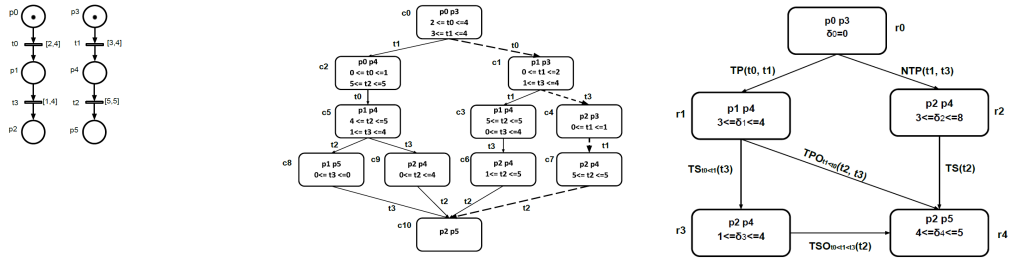 p0
p3
t0
[2,4]
t1
[3,4]
p1
p4
t3
[1,4]
t2
[5,5]
p2
p5
c0
p0 p3
2 <= t0 <=4
3<= t1 <=4
t1
t0
c2
p0 p4
0 <= t0 <=1
5<= t2 <=5
c1
p1 p3
0 <= t1 <=2
1<= t3 <=4
t0
t1
t3
c5
p1 p4
4 <= t2 <=5
1<= t3 <=4
c3
p1 p4
5<= t2 <=5
0<= t3 <=4
c4
p2 p3
0<= t1 <=1
t2
t3
t3
t1
c8
p1 p5
0<= t3 <=0
c9
p2 p4
0<= t2 <=4
c6
p2 p4
1<= t2 <=5
c7
p2 p4
5<= t2 <=5
t3
t2
t2
t2
c10
p2 p5
p0 p3
δ0=0
r0
TP(t0, t1)
NTP(t1, t3)
r1
p1 p4
3<=δ1<=4
p2 p4
3<=δ2<=8
r2
TSt0<t1(t3)
TPOt1<t0(t2, t3)
TS(t2)
r3
p2 p4
1<=δ3<=4
TSOt0<t1<t3(t2)
p2 p5
4<=δ4<=5
r4